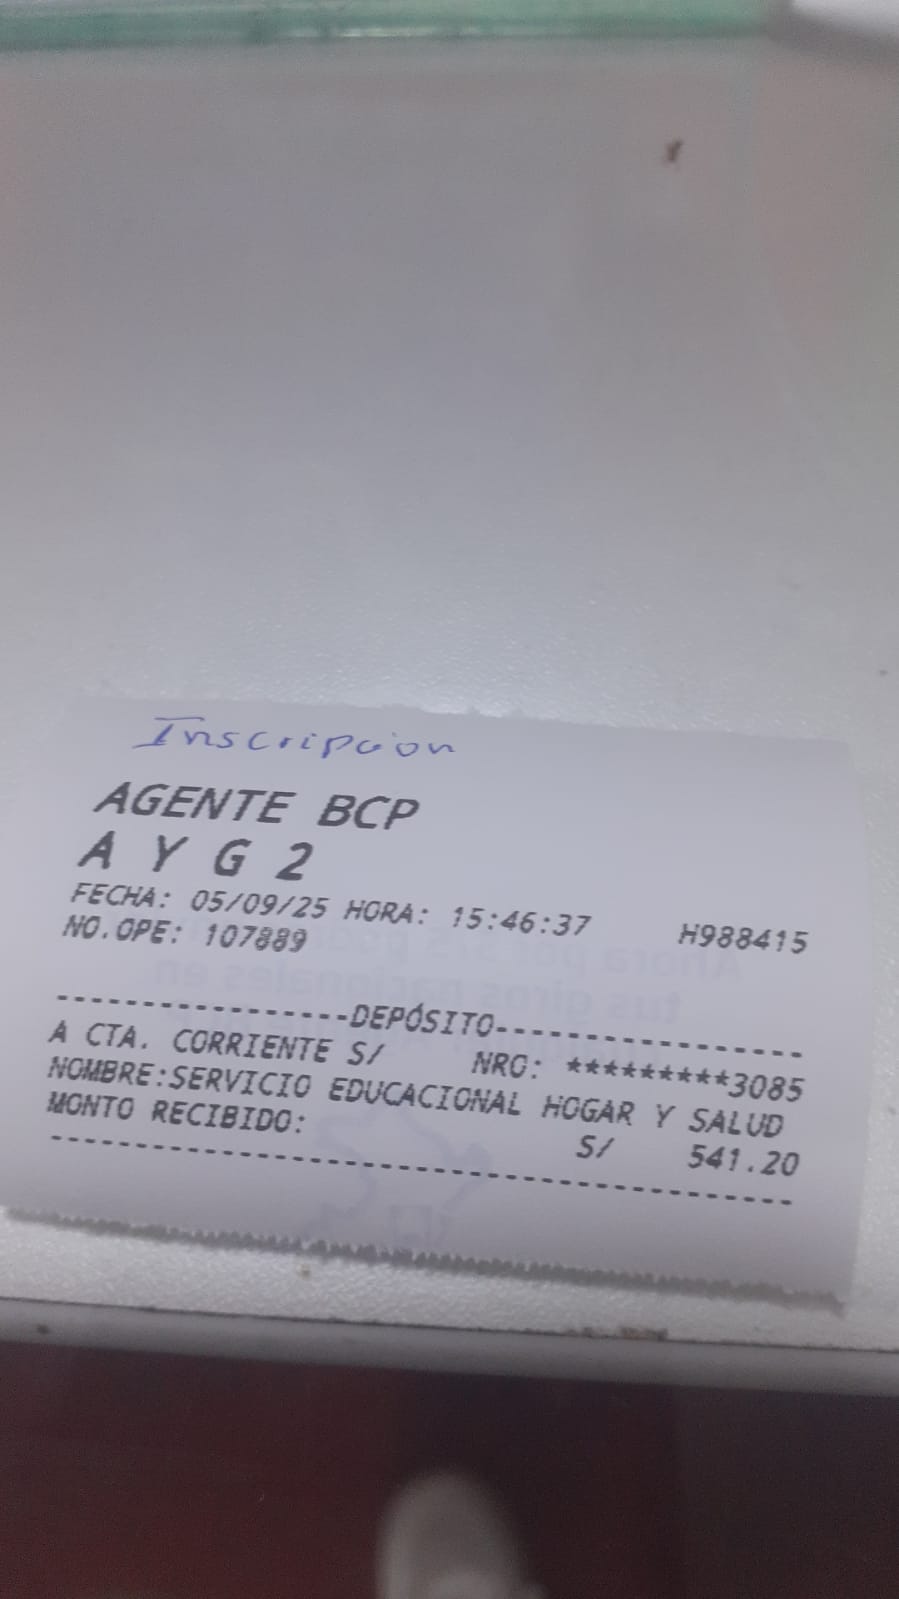 Inscripcion
AGENTE BCP
A Y G 2
FECHA: 05/09/25 HORA: 15:46:37 H988415
NO.OPE: 107889
-----------------DEPÓSITO------------------
A CTA. CORRIENTE S/ NRO: *********3085
NOMBRE:SERVICIO EDUCACIONAL HOGAR Y SALUD
MONTO RECIBIDO: S/ 541.20
---------------------------------------------